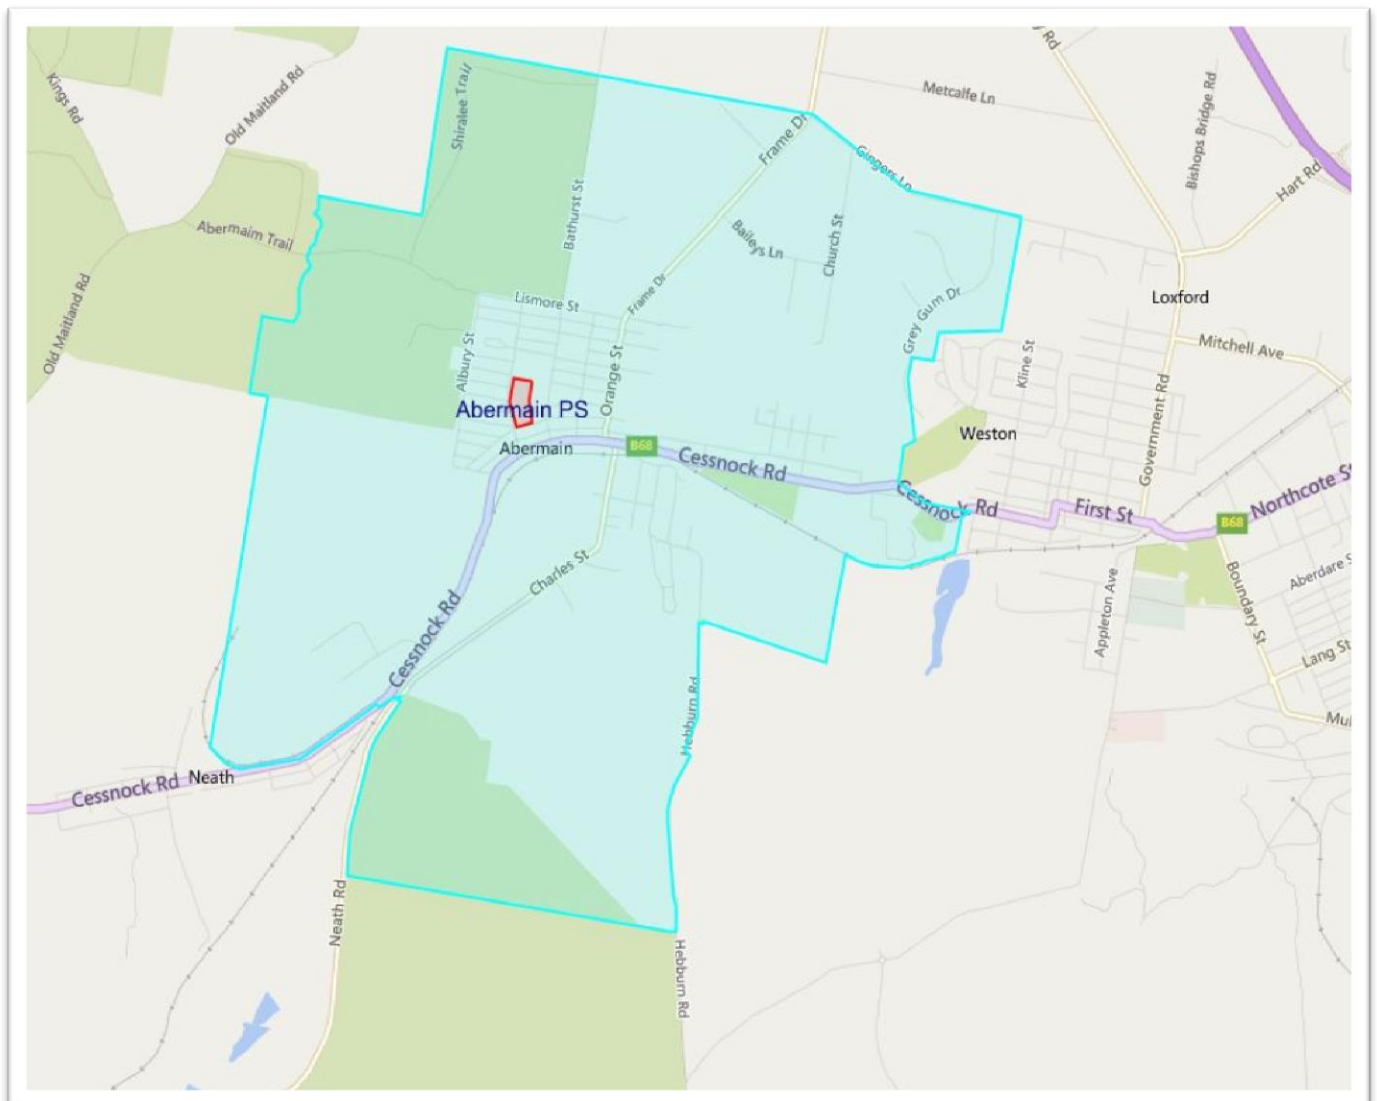 y Rd
Kings Rd
Old Maitland Rd
Shiralee Trail
Metcalfe Ln
Bishops Bridge Rd
Frame Dr
Gingers Ln
Hart Rd
Bathurst St
Abermaim Trail
Baileys Ln
Church St
Old Maitland Rd
Lismore St
Frame Dr
Grey Gum Dr
Loxford
Albury St
Orange St
Kline St
Mitchell Ave
Abermain PS
Government Rd
Weston
Abermain
B68
Cessnock Rd
Cessnock Rd
First St
B68
Northcote S
Charles St
Cessnock Rd
Appleton Ave
Boundary St
Aberdare S
Lang St
Hebburn Rd
Mul
Neath
Cessnock Rd
Neath Rd
Hebburn Rd